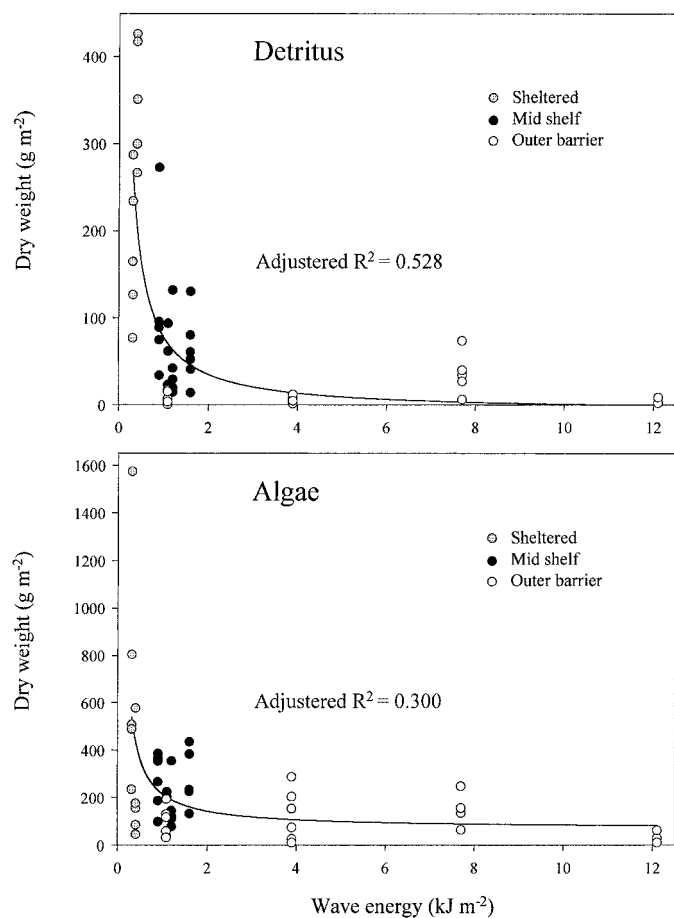 Detritus
Sheltered
Mid shelf
Outer barrier
Adjustered R² = 0.528
Dry weight (g m⁻²)
400
300
200
100
0
0 2 4 6 8 10 12
Algae
Sheltered
Mid shelf
Outer barrier
Adjustered R² = 0.300
Dry weight (g m⁻²)
1600
1400
1200
1000
800
600
400
200
0
0 2 4 6 8 10 12
Wave energy (kJ m⁻²)